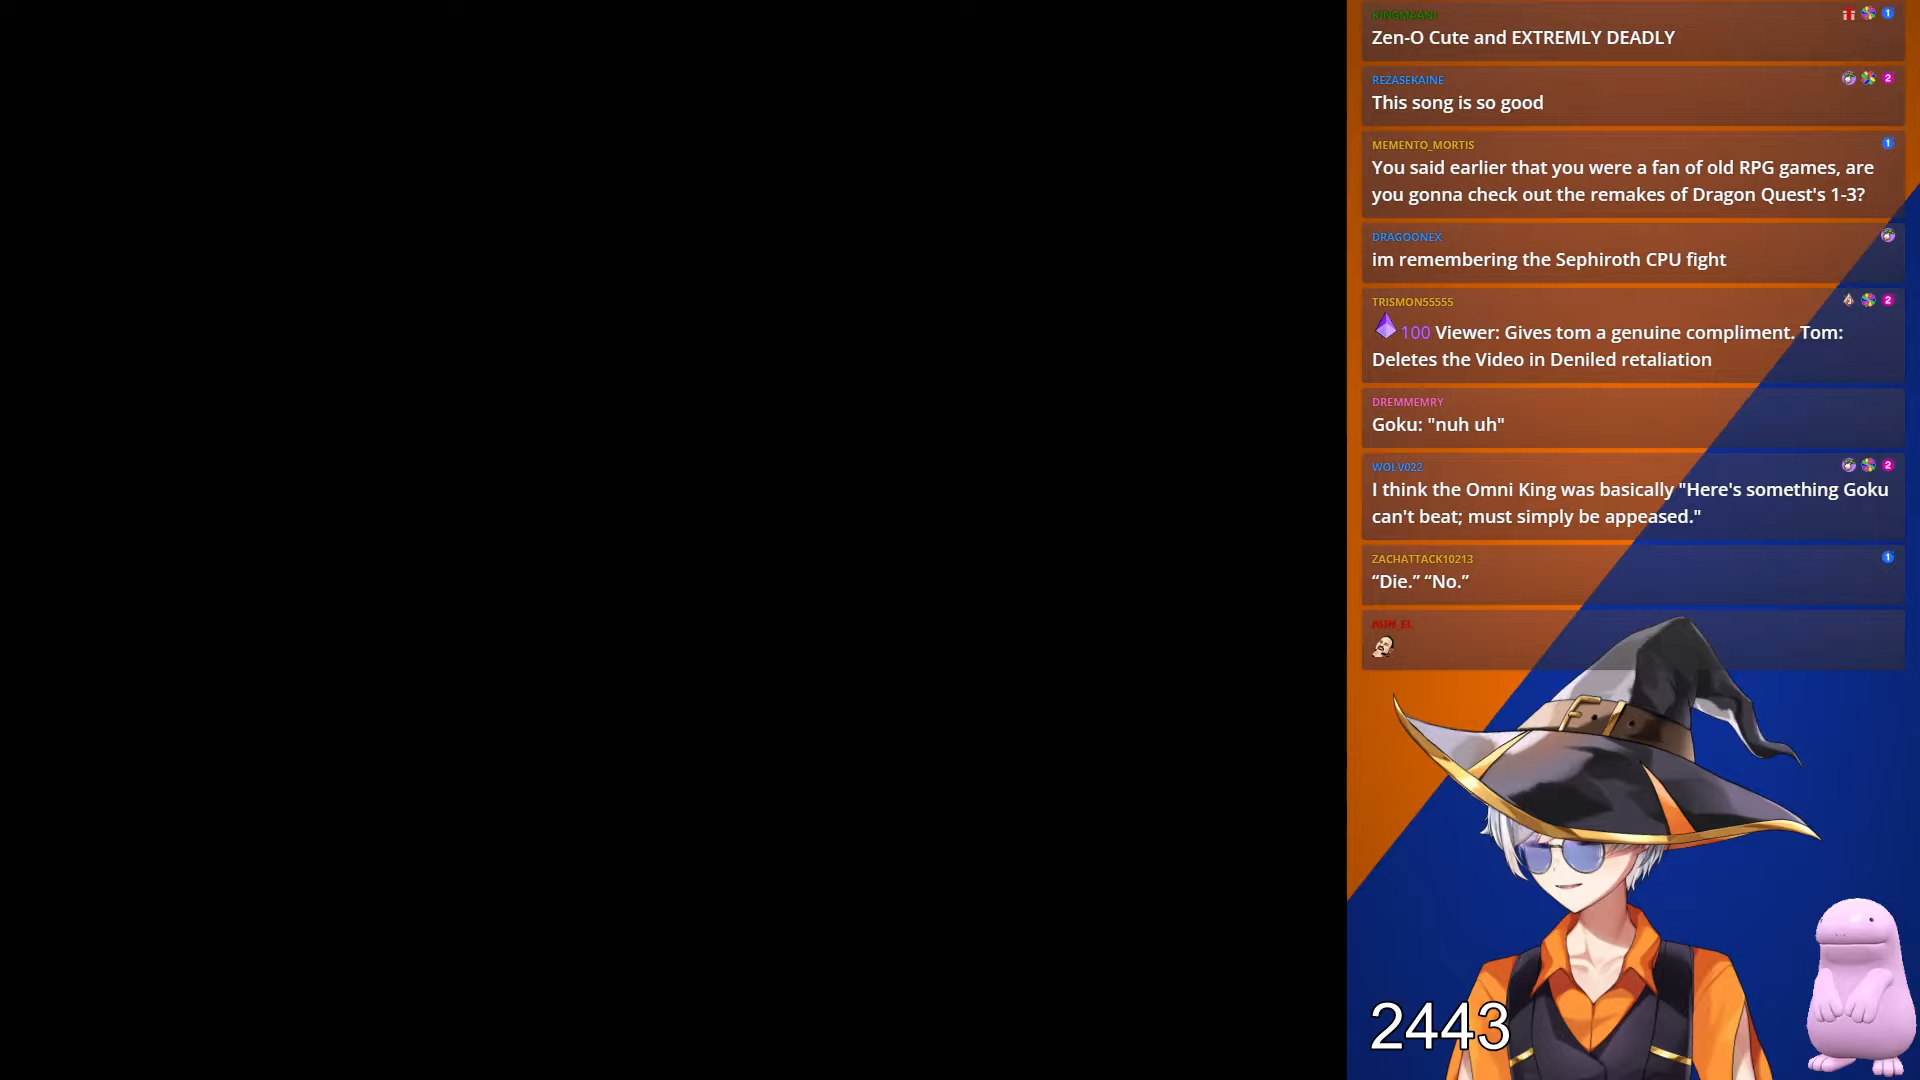 KINGMAANI
Zen-O Cute and EXTREMLY DEADLY
REZASEKAINE
This song is so good
MEMENTO_MORTIS
You said earlier that you were a fan of old RPG games, are
you gonna check out the remakes of Dragon Quest's 1-3?
DRAGOONEX
im remembering the Sephiroth CPU fight
TRISMON55555
100 Viewer: Gives tom a genuine compliment. Tom:
Deletes the Video in Deniled retaliation
DREMMEMRY
Goku: "nuh uh"
WOLV022
I think the Omni King was basically "Here's something Goku
can't beat; must simply be appeased."
ZACHATTACK10213
“Die.” “No.”
2443